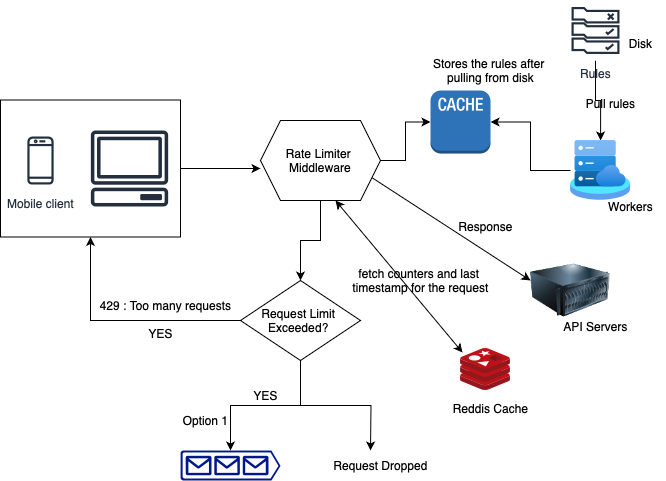 Disk
Stores the rules after
pulling from disk
Rules
CACHE
Pull rules
Rate Limiter
Middleware
Mobile client
Workers
Response
fetch counters and last
timestamp for the request
429 : Too many requests
Request Limit
Exceeded?
API Servers
YES
YES
Reddis Cache
Option 1
Request Dropped